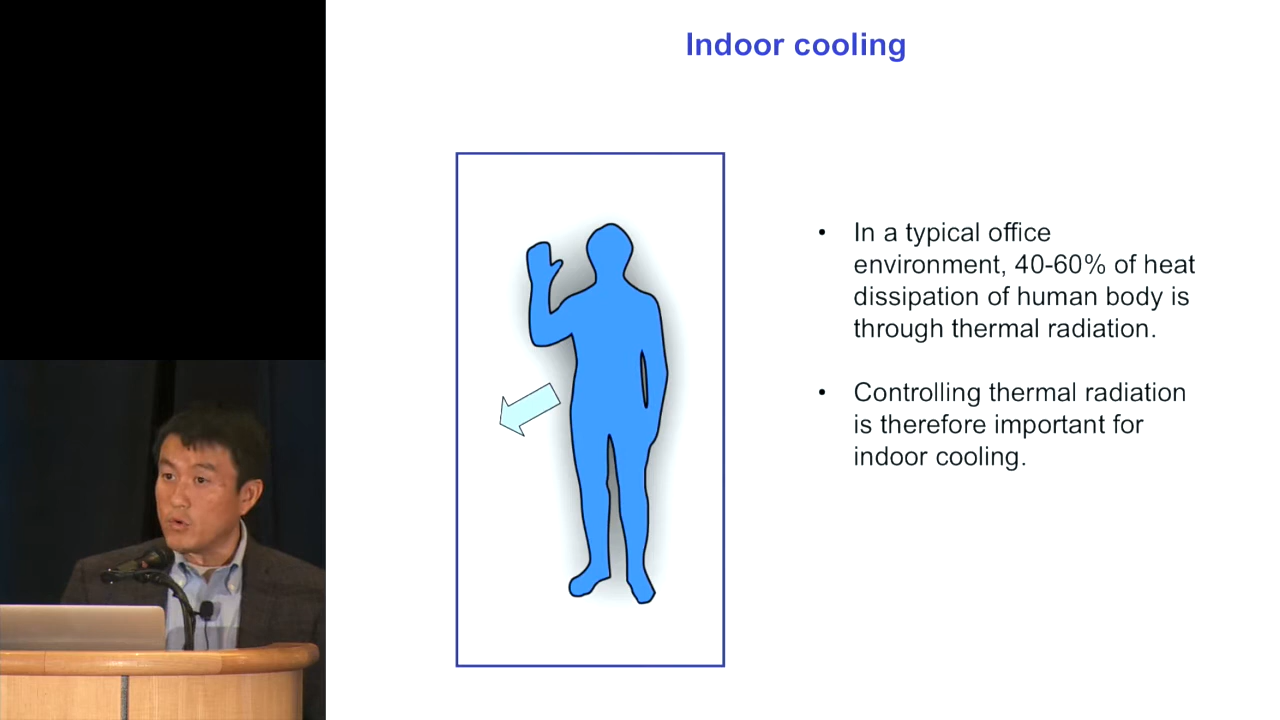 Indoor cooling
• In a typical office
environment, 40-60% of heat
dissipation of human body is
through thermal radiation.
• Controlling thermal radiation
is therefore important for
indoor cooling.